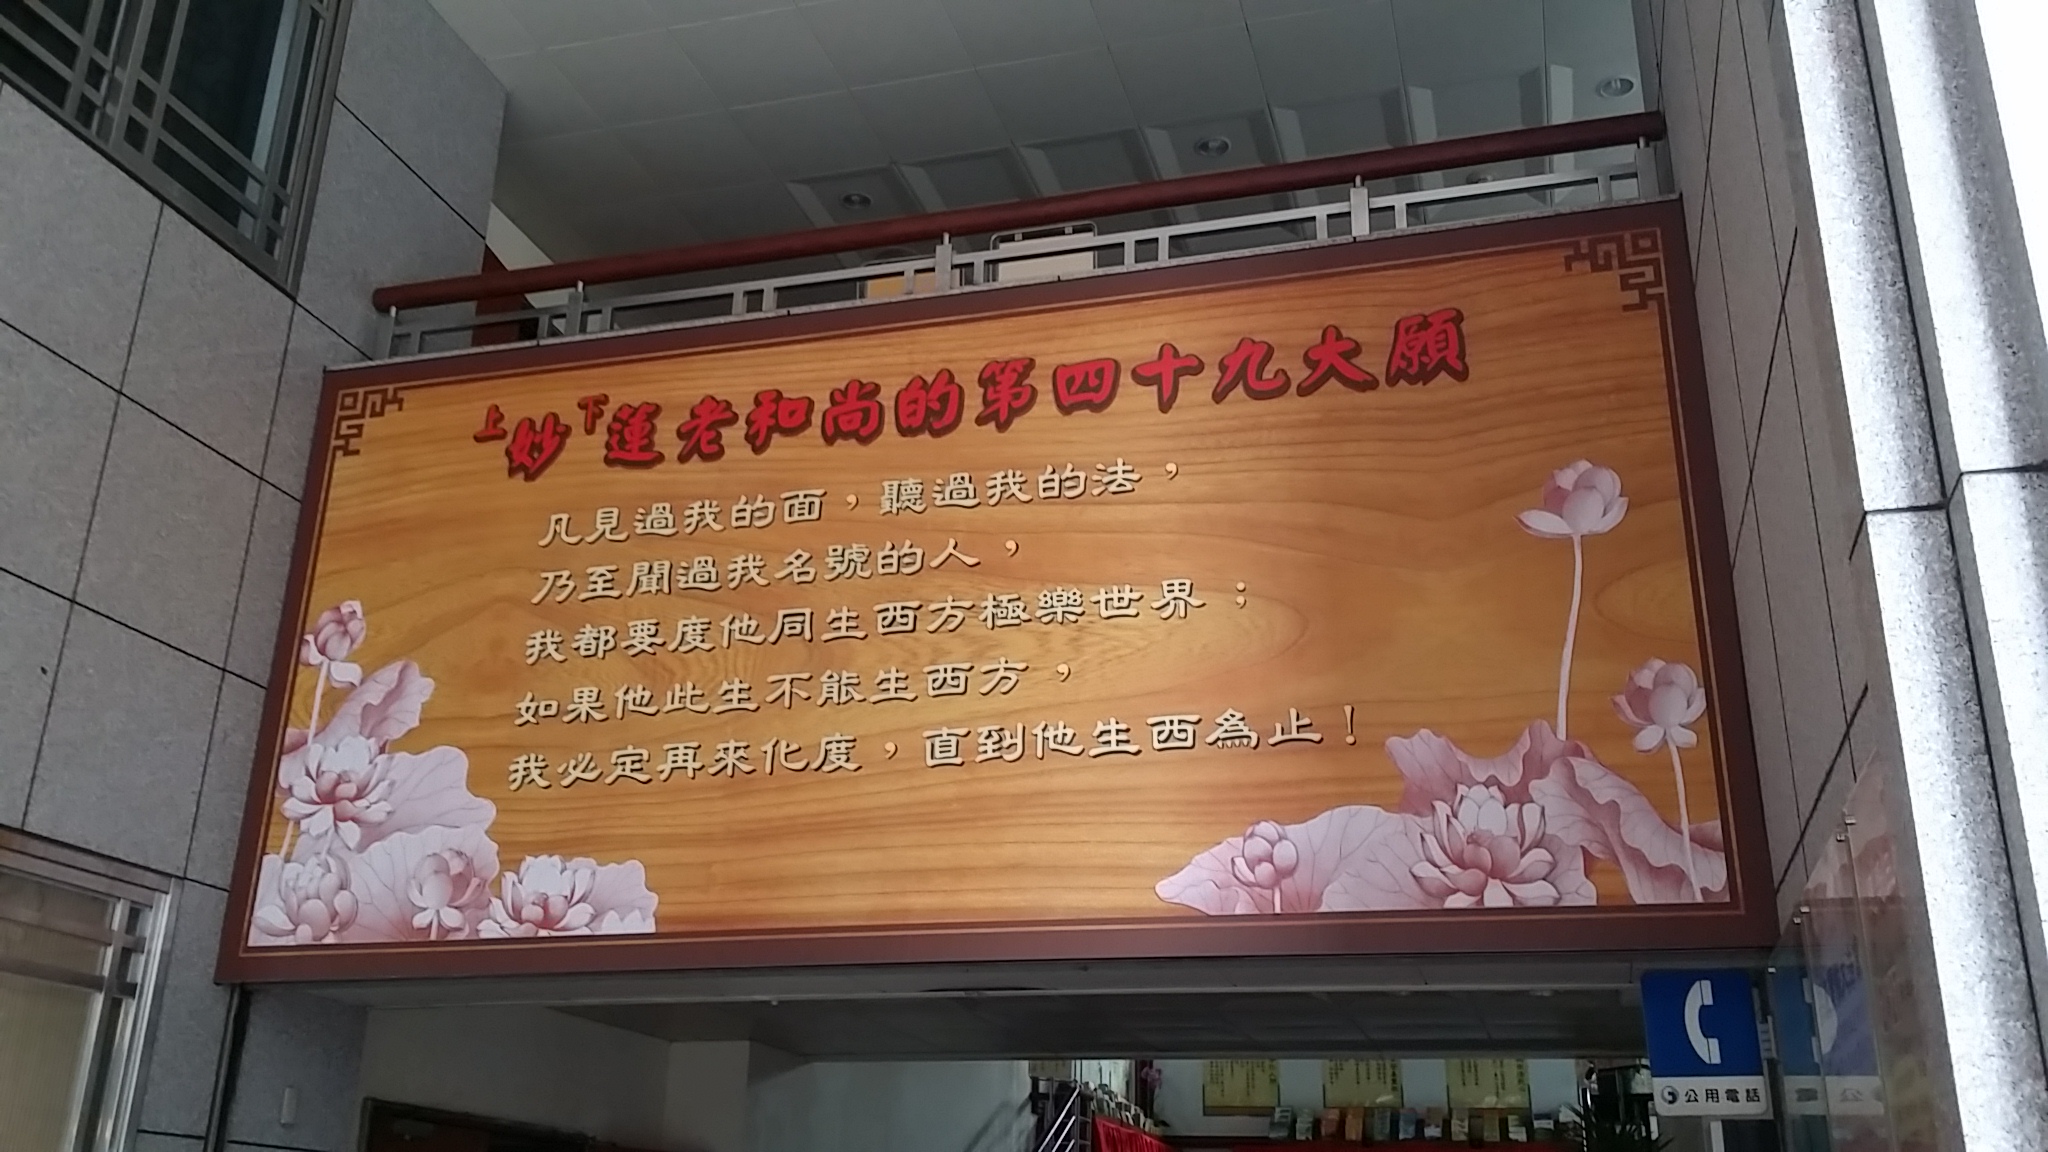 上妙下蓮老和尚的第四十九大願
凡見過我的面，聽過我的法，
乃至聞過我名號的人，
我都要度他同生西方極樂世界；
如果他此生不能生西方，
我必定再來化度，直到他生西為止！
公用電話